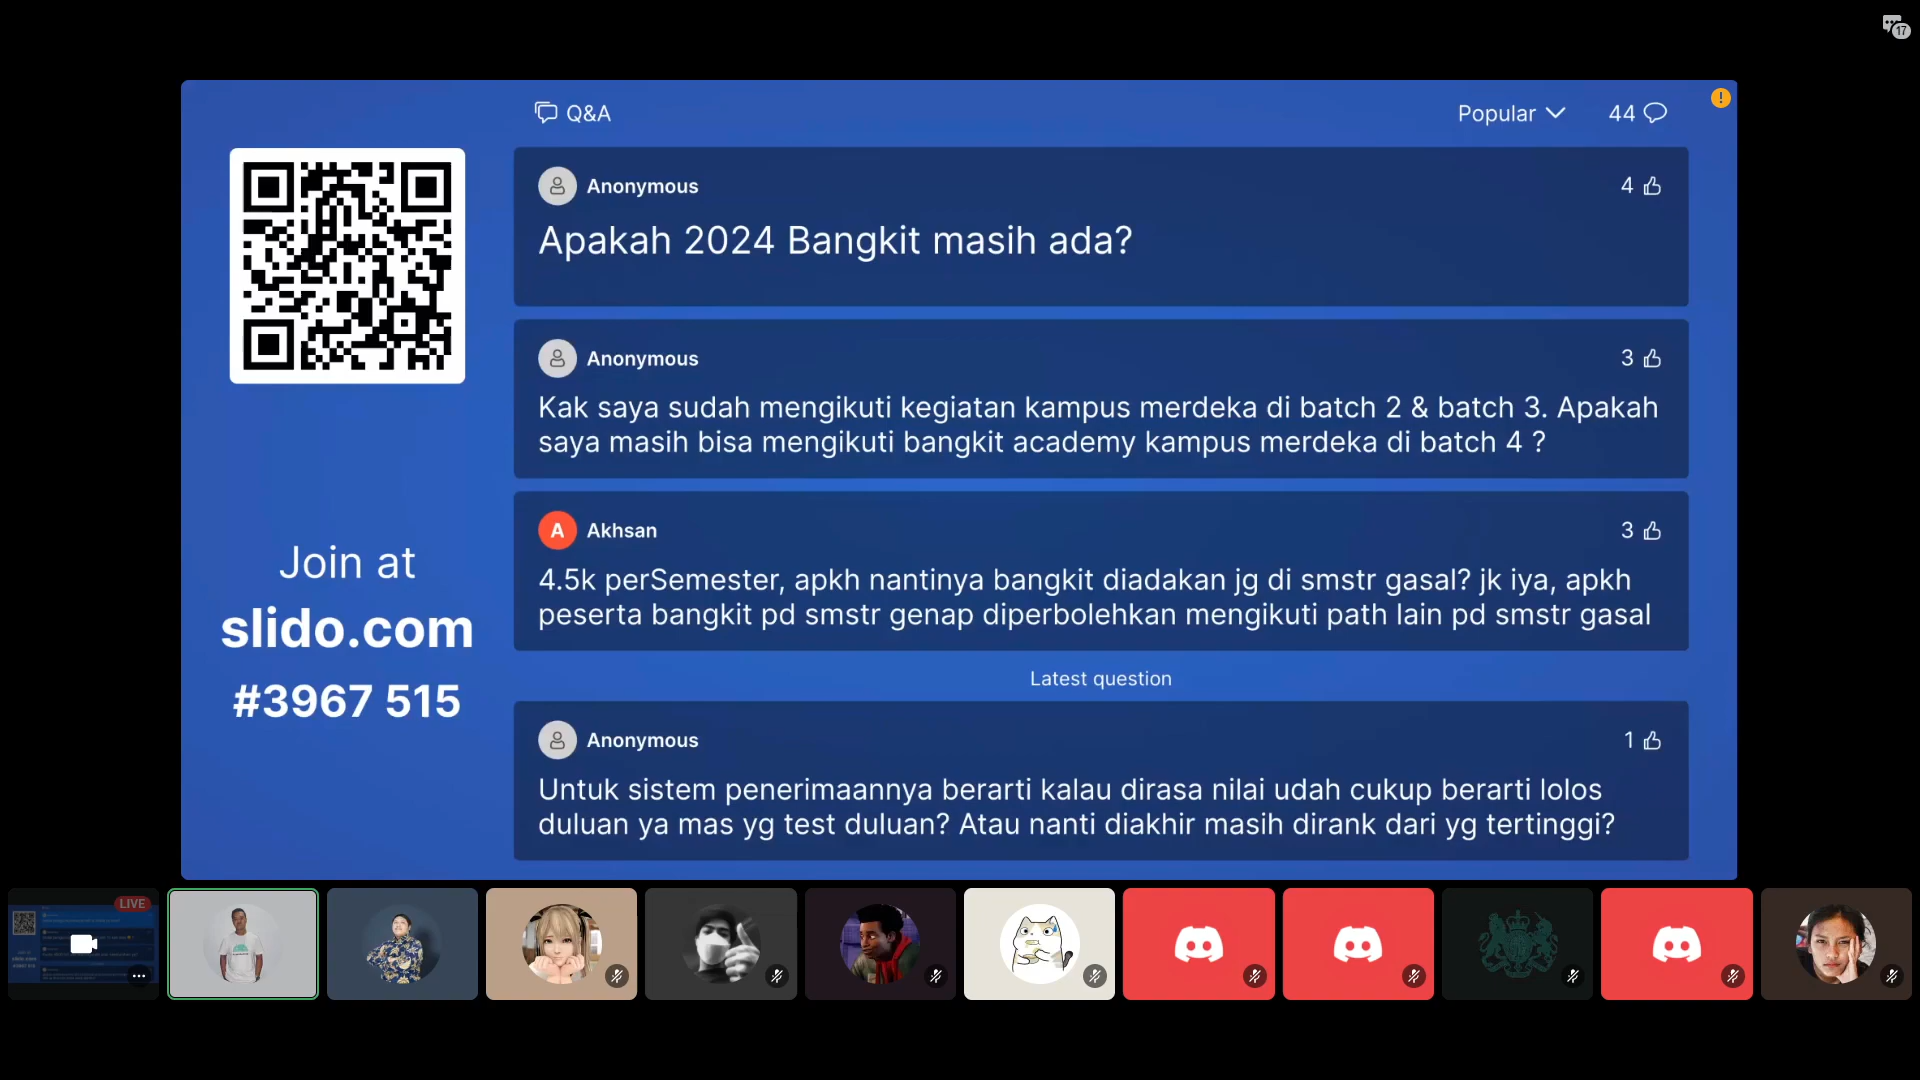 17
Q&A
Popular
44
Anonymous
4
Apakah 2024 Bangkit masih ada?
Anonymous
3
Kak saya sudah mengikuti kegiatan kampus merdeka di batch 2 & batch 3. Apakah
saya masih bisa mengikuti bangkit academy kampus merdeka di batch 4 ?
A
Akhsan
3
4.5k perSemester, apkh nantinya bangkit diadakan jg di smstr gasal? jk iya, apkh
peserta bangkit pd smstr genap diperbolehkan mengikuti path lain pd smstr gasal
Join at
slido.com
#3967 515
Latest question
Anonymous
1
Untuk sistem penerimaannya berarti kalau dirasa nilai udah cukup berarti lolos
duluan ya mas yg test duluan? Atau nanti diakhir masih dirank dari yg tertinggi?
LIVE